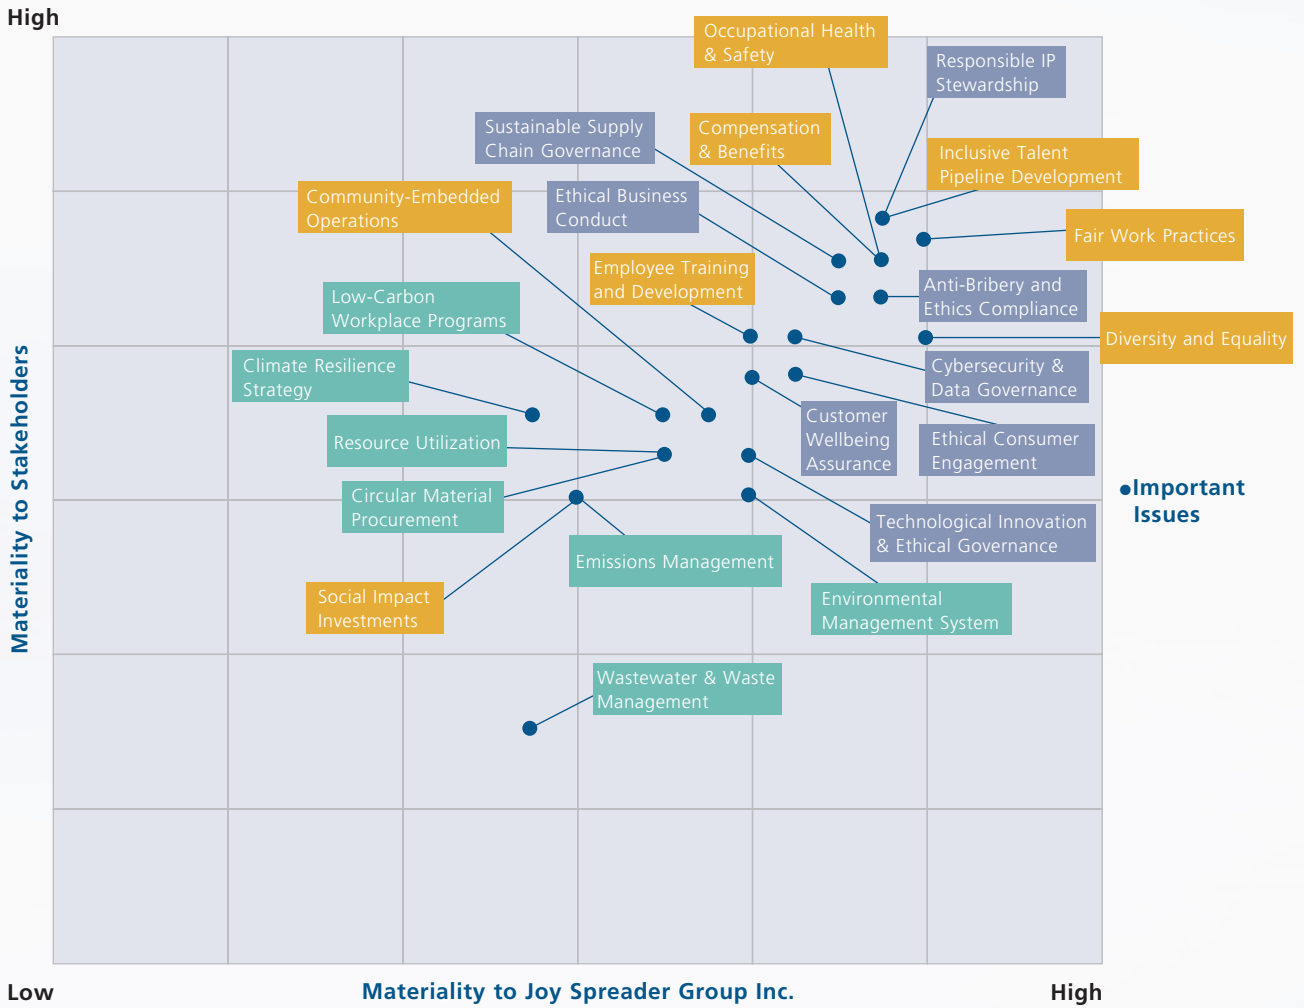 High
Occupational Health
& Safety
Responsible IP
Stewardship
Sustainable Supply
Chain Governance
Compensation
& Benefits
Inclusive Talent
Pipeline Development
Community-Embedded
Operations
Ethical Business
Conduct
Fair Work Practices
Employee Training
and Development
Anti-Bribery and
Ethics Compliance
Low-Carbon
Workplace Programs
Diversity and Equality
Climate Resilience
Strategy
Cybersecurity &
Data Governance
Customer
Wellbeing
Assurance
Resource Utilization
Ethical Consumer
Engagement
Circular Material
Procurement
Important
Issues
Technological Innovation
& Ethical Governance
Emissions Management
Social Impact
Investments
Environmental
Management System
Wastewater & Waste
Management
Materiality to Stakeholders
Low
Materiality to Joy Spreader Group Inc.
High